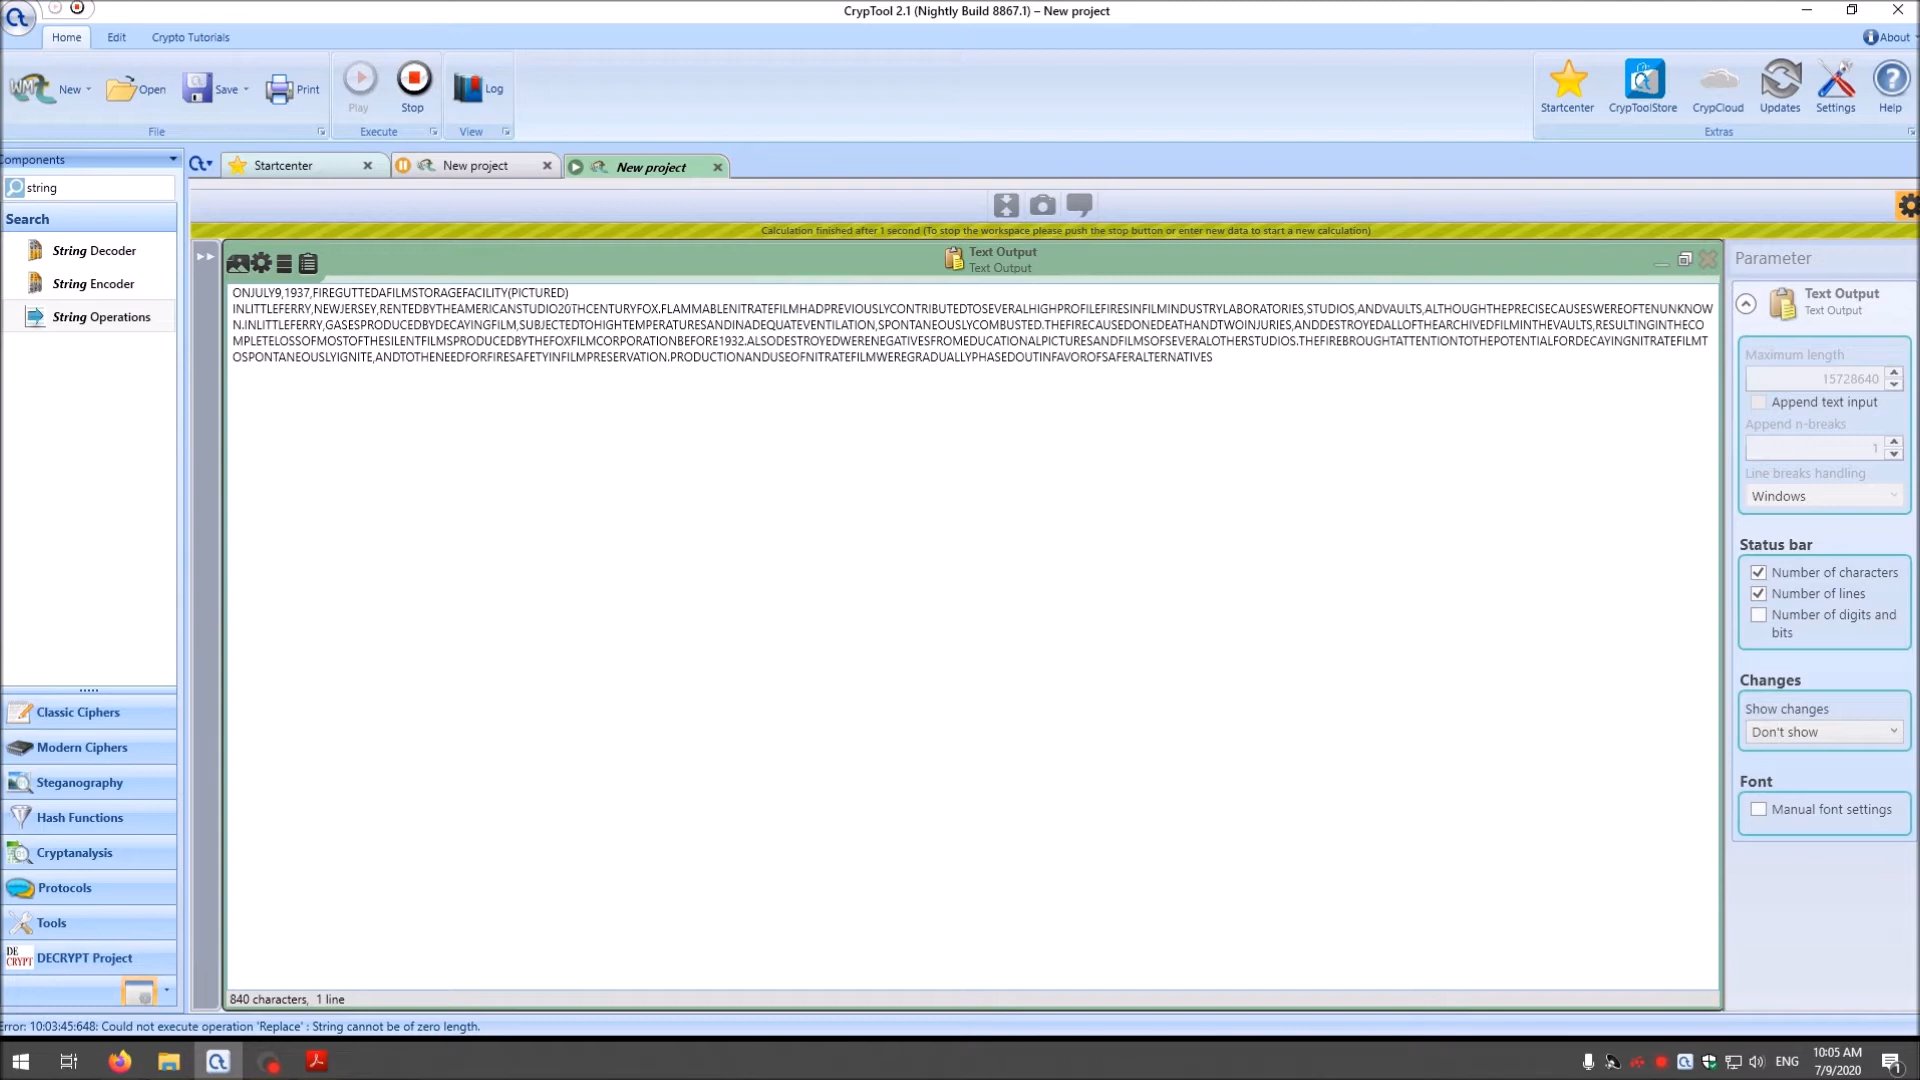 CrypTool 2.1 (Nightly Build 8867.1) – New project
Home Edit Crypto Tutorials About
New Open Save Print Play Stop Log Startcenter CrypToolStore CrypCloud Updates Settings Help
File Execute View Extras
Components
Startcenter New project New project
string
Search
Calculation finished after 1 second (To stop the workspace please push the stop button or enter new data to start a new calculation)
String Decoder
String Encoder
String Operations
Text Output
Text Output
ONJULY9,1937,FIREGUTTEDAFILMSTORAGEFACILITY(PICTURED)
INLITTLEFERRY,NEWJERSEY,RENTEDBYTHEAMERICANSTUDIO20THCENTURYFOX.FLAMMABLENITRATEFILMHADPREVIOUSLYCONTRIBUTEDTOSEVERALHIGHPROFILEFIRESINFILMINDUSTRYLABORATORIES,STUDIOS,ANDVAULTS,ALTHOUGHTHEPRECISECAUSESWEREOFTENUNKNOW
N.INLITTLEFERRY,GASESPRODUCEDBYDECAYINGFILM,SUBJECTEDTOHIGHTEMPERATURESANDINADEQUATEVENTILATION,SPONTANEOUSLYCOMBUSTED.THEFIRECAUSEDONEDEATHANDTWOINJURIES,ANDDESTROYEDALLOFTHEARCHIVEDFILMINTHEVAULTS,RESULTINGINTHECO
MPLETELOSSOFMOSTOFTHESILENTFILMSPRODUCEDBYTHEFOXFILMCORPORATIONBEFORE1932.ALSODESTROYEDWERENEGATIVESFROMEDUCATIONALPICTURESANDFILMSOFSEVERALOTHERSTUDIOS.THEFIREBROUGHTATTENTIONTOTHEPOTENTIALFORDECAYINGNITRATEFILMT
OSPONTANEOUSLYIGNITE,ANDTOTHENEEDFORFIRESAFETYINFILMPRESERVATION.PRODUCTIONANDUSEOFNITRATEFILMWEREGRADUALLYPHASEDOUTINFAVOROFSAFERALTERNATIVES
Parameter
Text Output
Text Output
Maximum length
15728640
Append text input
Append n-breaks
1
Line breaks handling
Windows
Status bar
Number of characters
Number of lines
Number of digits and
bits
Changes
Show changes
Don't show
Font
Manual font settings
Classic Ciphers
Modern Ciphers
Steganography
Hash Functions
Cryptanalysis
Protocols
Tools
DE
CRYPT
DECRYPT Project
840 characters, 1 line
Error: 10:03:45:648: Could not execute operation 'Replace' : String cannot be of zero length.
ENG
10:05 AM
7/9/2020
1